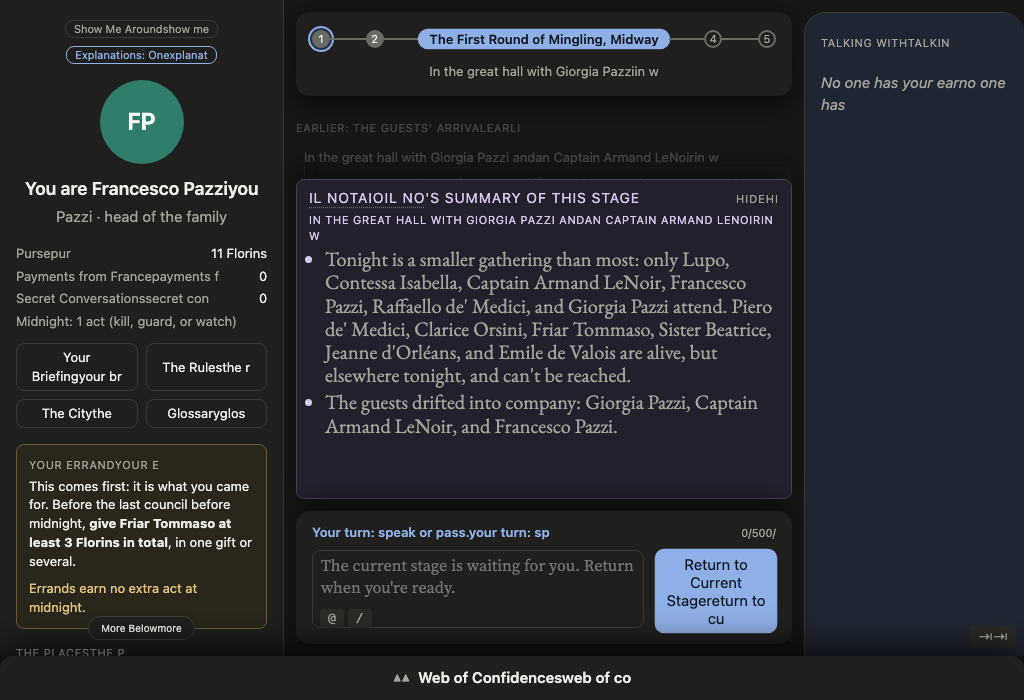 Show Me Aroundshow me
Explanations: Onexplanat
FP
You are Francesco Pazziyou
Pazzi · head of the family
Pursepur 11 Florins
Payments from Francepayments f 0
Secret Conversationssecret con 0
Midnight: 1 act (kill, guard, or watch)
Your
Briefingyour br
The Rulesthe r
The Citythe
Glossaryglos
YOUR ERRANDYOUR E
This comes first: it is what you came
for. Before the last council before
midnight, give Friar Tommaso at
least 3 Florins in total, in one gift or
several.
Errands earn no extra act at
midnight.
More Belowmore
THE PLACESTHE P
1
2
The First Round of Mingling, Midway
4
5
In the great hall with Giorgia Pazziin w
EARLIER: THE GUESTS' ARRIVALEARLI
In the great hall with Giorgia Pazzi andan Captain Armand LeNoirin w
IL NOTAIOIL NO'S SUMMARY OF THIS STAGE
HIDEHI
IN THE GREAT HALL WITH GIORGIA PAZZI ANDAN CAPTAIN ARMAND LENOIRIN
W
Tonight is a smaller gathering than most: only Lupo,
Contessa Isabella, Captain Armand LeNoir, Francesco
Pazzi, Raffaello de' Medici, and Giorgia Pazzi attend. Piero
de' Medici, Clarice Orsini, Friar Tommaso, Sister Beatrice,
Jeanne d'Orléans, and Emile de Valois are alive, but
elsewhere tonight, and can't be reached.
The guests drifted into company: Giorgia Pazzi, Captain
Armand LeNoir, and Francesco Pazzi.
Your turn: speak or pass.your turn: sp
0/500/
The current stage is waiting for you. Return
when you're ready.
@ /
Return to
Current
Stagereturn to
cu
TALKING WITHTALKIN
No one has your earno one
has
Web of Confidencesweb of co